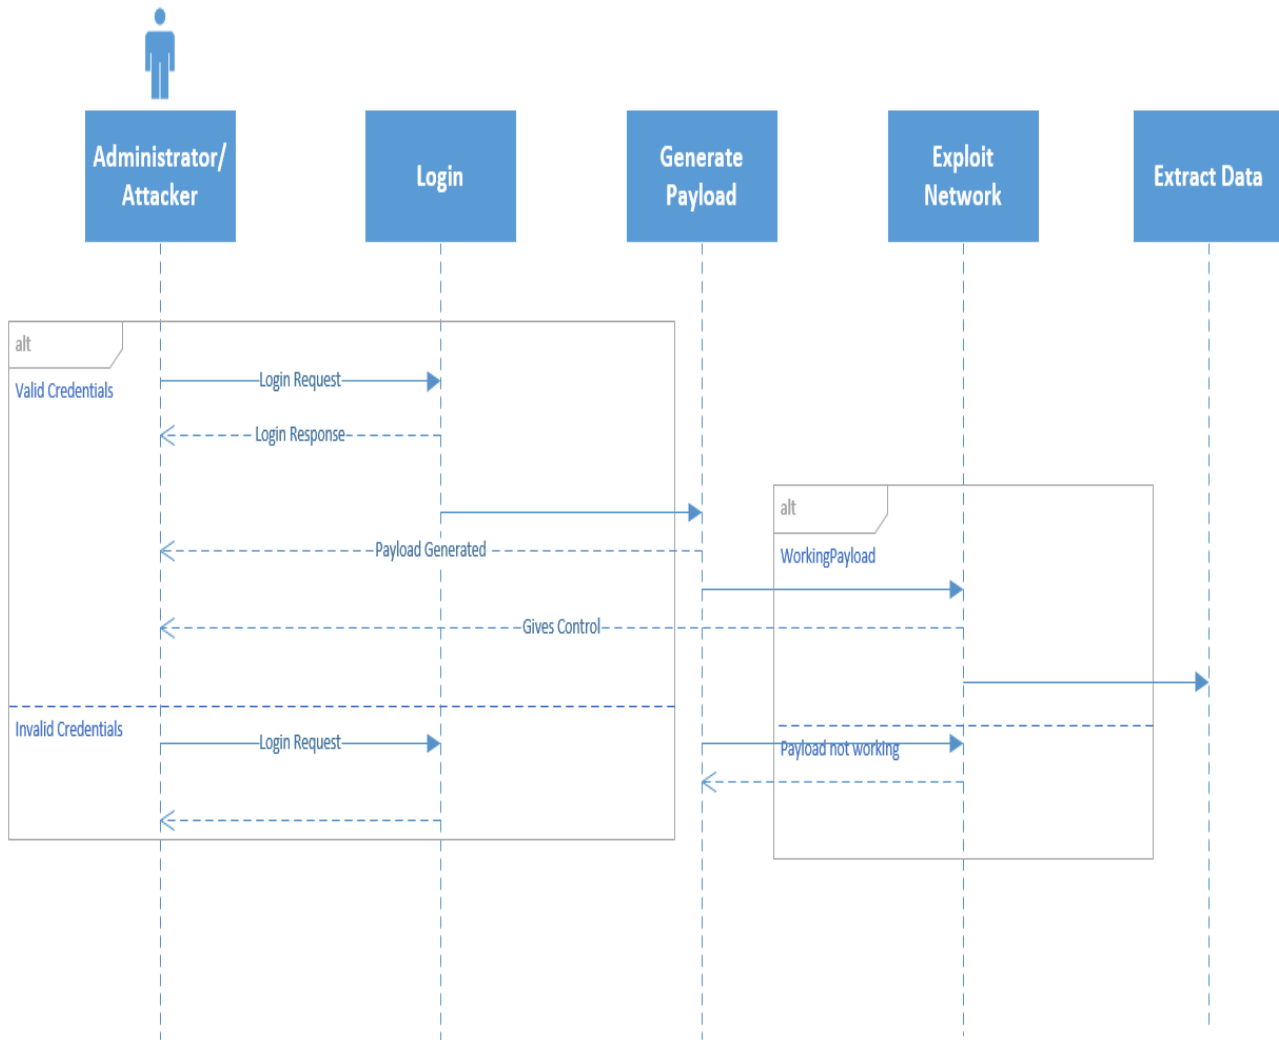 Administrator/
Attacker
Login
Generate
Payload
Exploit
Network
Extract Data
alt
Valid Credentials
Login Request
Login Response
alt
Payload Generated
WorkingPayload
Gives Control
Invalid Credentials
Login Request
Payload not working